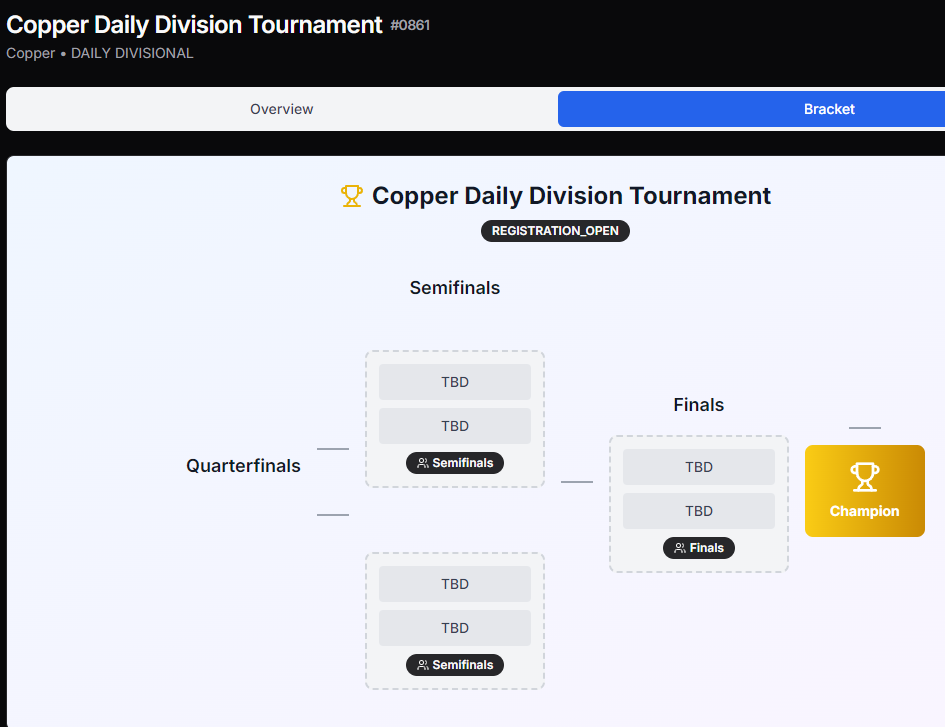 Copper Daily Division Tournament #0861
Copper • DAILY DIVISIONAL
Overview
Bracket
Copper Daily Division Tournament
REGISTRATION_OPEN
Semifinals
TBD
TBD
Semifinals
Quarterfinals
TBD
TBD
Semifinals
Finals
TBD
TBD
Finals
Champion